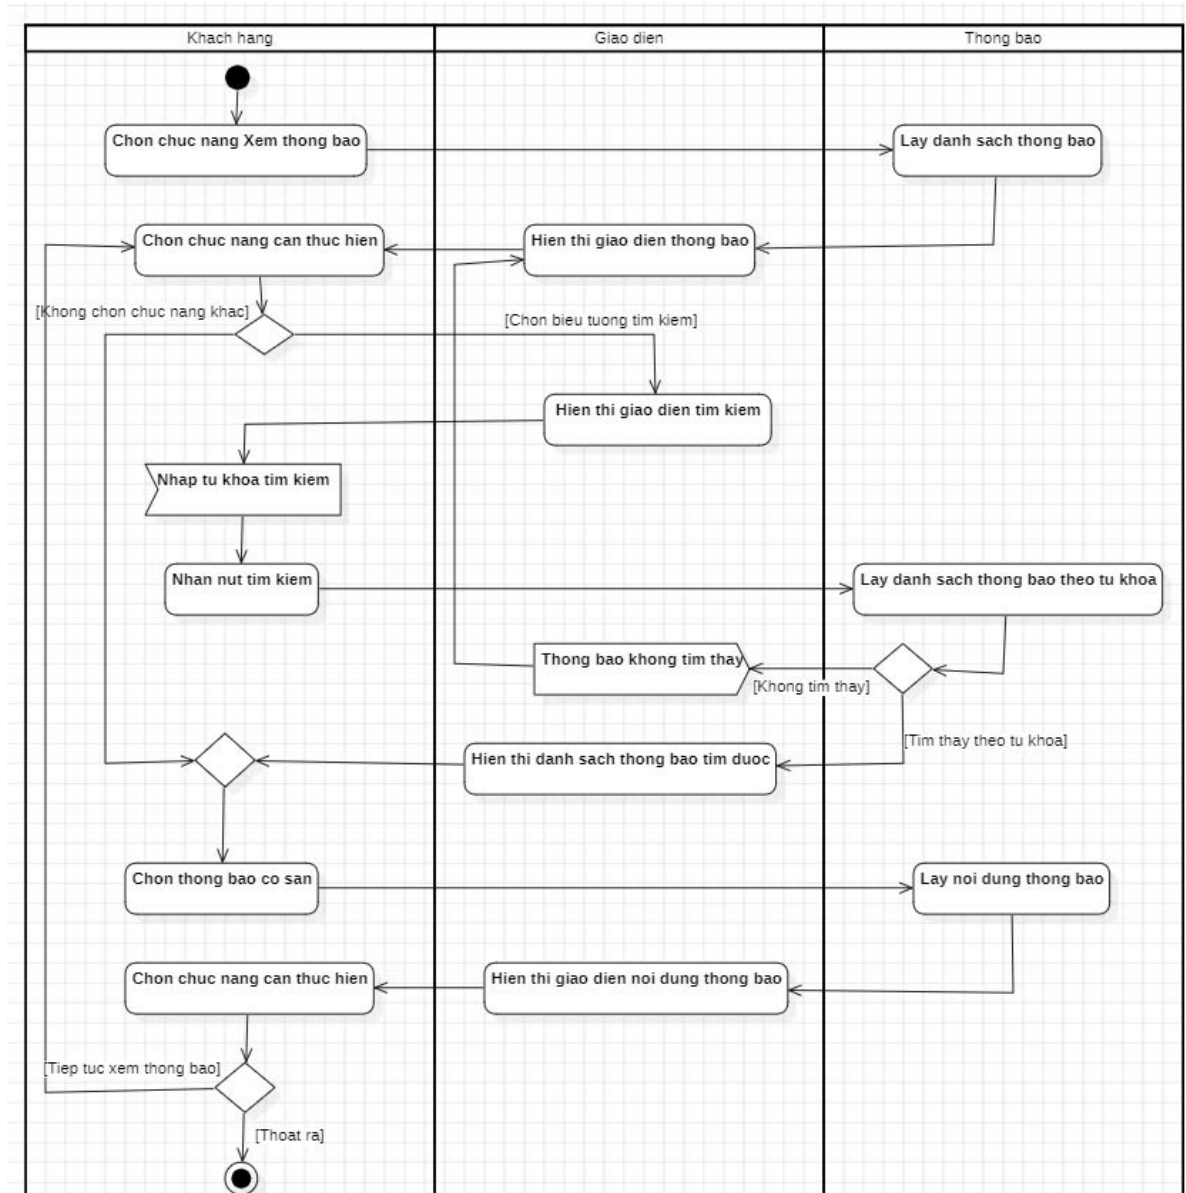 Khach hang
Giao dien
Thong bao
Chon chuc nang Xem thong bao
Lay danh sach thong bao
Chon chuc nang can thuc hien
Hien thi giao dien thong bao
[Khong chon chuc nang khac]
[Chon bieu tuong tim kiem]
Hien thi giao dien tim kiem
Nhap tu khoa tim kiem
Nhan nut tim kiem
Lay danh sach thong bao theo tu khoa
Thong bao khong tim thay
[Khong tim thay]
[Tim thay theo tu khoa]
Hien thi danh sach thong bao tim duoc
Chon thong bao co san
Lay noi dung thong bao
Chon chuc nang can thuc hien
Hien thi giao dien noi dung thong bao
[Tiep tuc xem thong bao]
[Thoat ra]